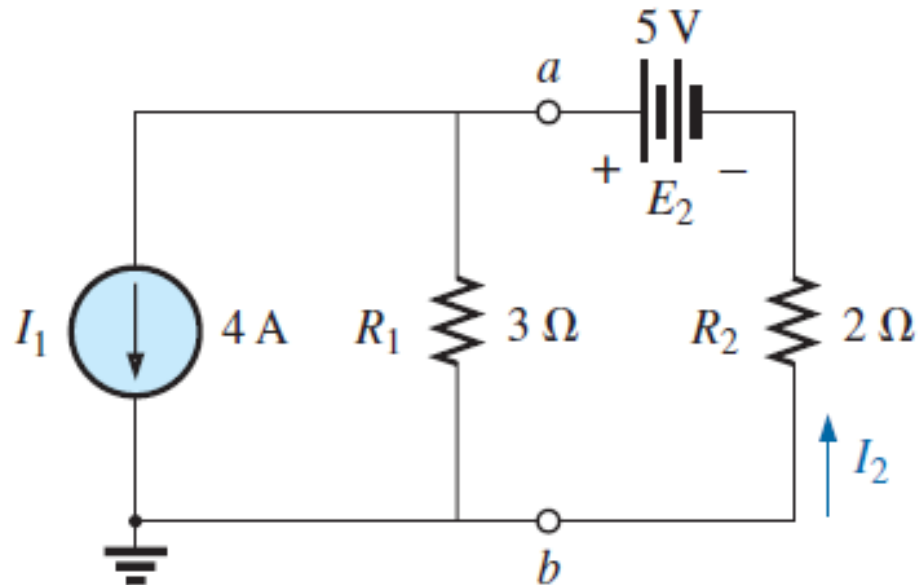 5 V
a
+ E₂ −
I₁ 4 A R₁ 3 Ω R₂ 2 Ω
I₂
b